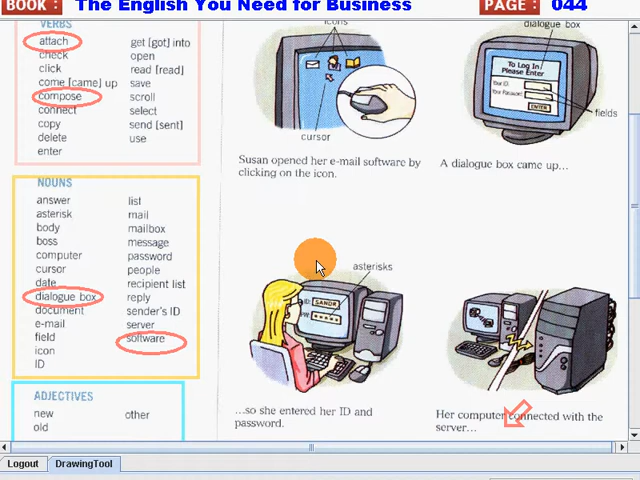 BOOK :
The English You Need for Business
PAGE :
044
VERBS
attach
check
click
come [came] up
compose
connect
copy
delete
enter
get [got] into
open
read [read]
save
scroll
select
send [sent]
use
NOUNS
answer
asterisk
body
boss
computer
cursor
date
dialogue box
document
e-mail
field
icon
ID
list
mail
mailbox
message
password
people
recipient list
reply
sender's ID
server
software
ADJECTIVES
new
old
other
icons
cursor
Susan opened her e-mail software by
clicking on the icon.
dialogue box
To Log In
Please Enter
Your ID:
Your Password:
ENTER
fields
A dialogue box came up...
asterisks
ID:
SANDR
...so she entered her ID and
password.
Her computer connected with the
server...
Logout
DrawingTool